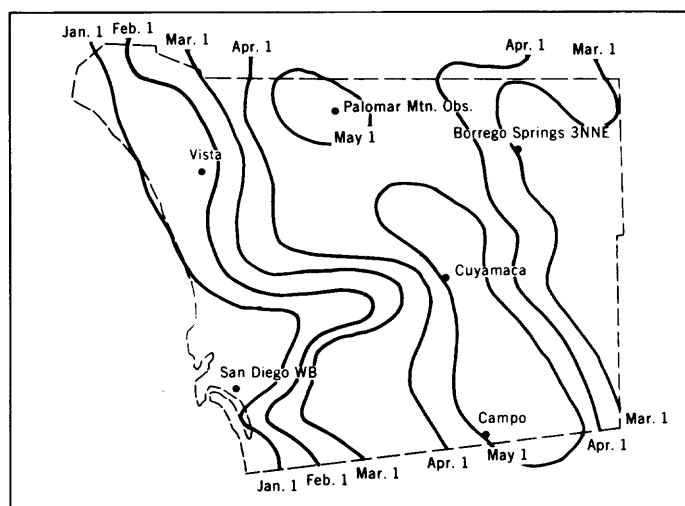 Jan. 1
Feb. 1
Mar. 1
Apr. 1
Apr. 1
Mar. 1
Palomar Mtn. Obs.
May 1
Borrego Springs 3NNE
Vista
Cuyamaca
San Diego WB
Campo
Jan. 1
Feb. 1
Mar. 1
Apr. 1
May 1
Apr. 1
Mar. 1